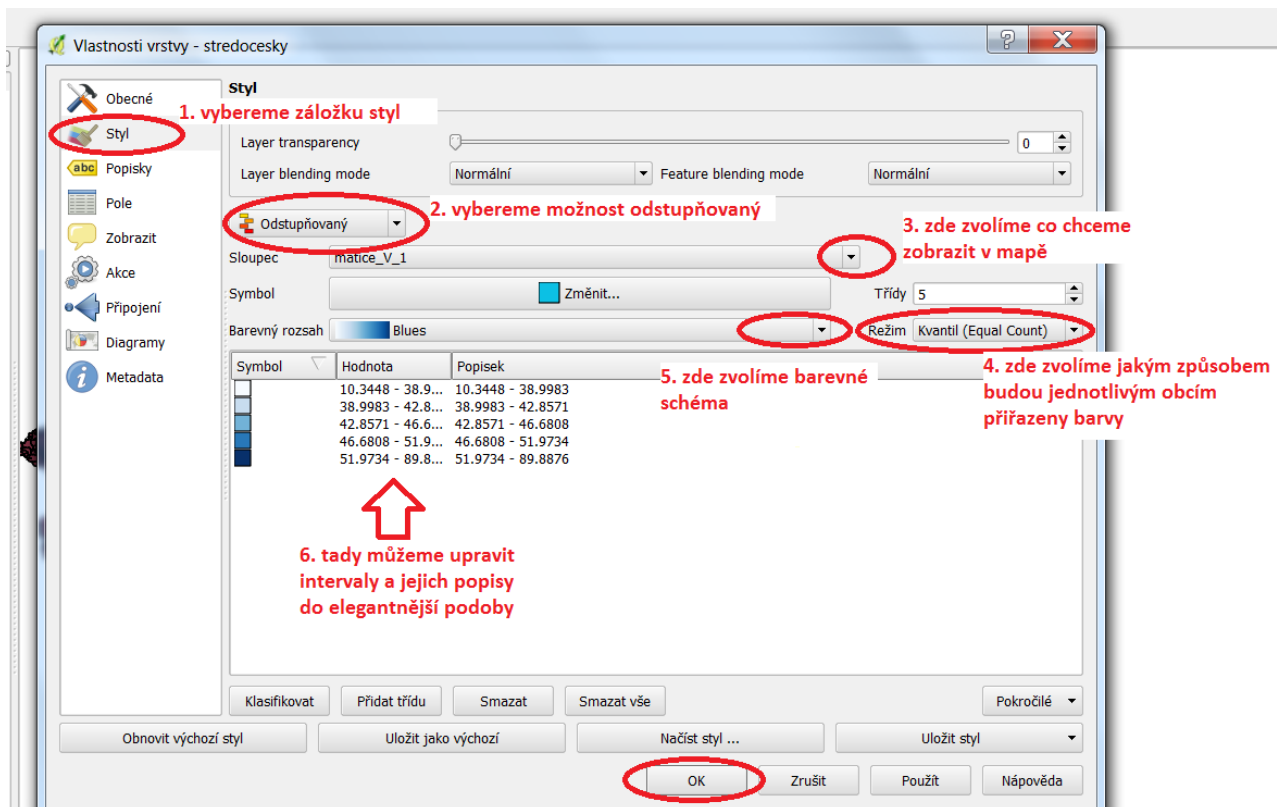 Vlastnosti vrstvy - stredocesky
?
X
Obecné
Styl
abc
Popisky
Pole
Zobrazit
Akce
Připojení
Diagramy
i
Metadata
Styl
1. vybereme záložku styl
Layer transparency
0
Layer blending mode
Normální
Feature blending mode
Normální
Odstupňovaný
2. vybereme možnost odstupňovaný
3. zde zvolíme co chceme
zobrazit v mapě
Sloupec
matice_V_1
Symbol
Změnit...
Třídy
5
Barevný rozsah
Blues
Režim
Kvantil (Equal Count)
Symbol
Hodnota
Popisek
10.3448 - 38.9... 10.3448 - 38.9983
38.9983 - 42.8... 38.9983 - 42.8571
42.8571 - 46.6... 42.8571 - 46.6808
46.6808 - 51.9... 46.6808 - 51.9734
51.9734 - 89.8... 51.9734 - 89.8876
5. zde zvolíme barevné
schéma
4. zde zvolíme jakým způsobem
budou jednotlivým obcím
přiřazeny barvy
6. tady můžeme upravit
intervaly a jejich popisy
do elegantnější podoby
Klasifikovat
Přidat třídu
Smazat
Smazat vše
Pokročilé
Obnovit výchozí styl
Uložit jako výchozí
Načíst styl ...
Uložit styl
OK
Zrušit
Použít
Nápověda